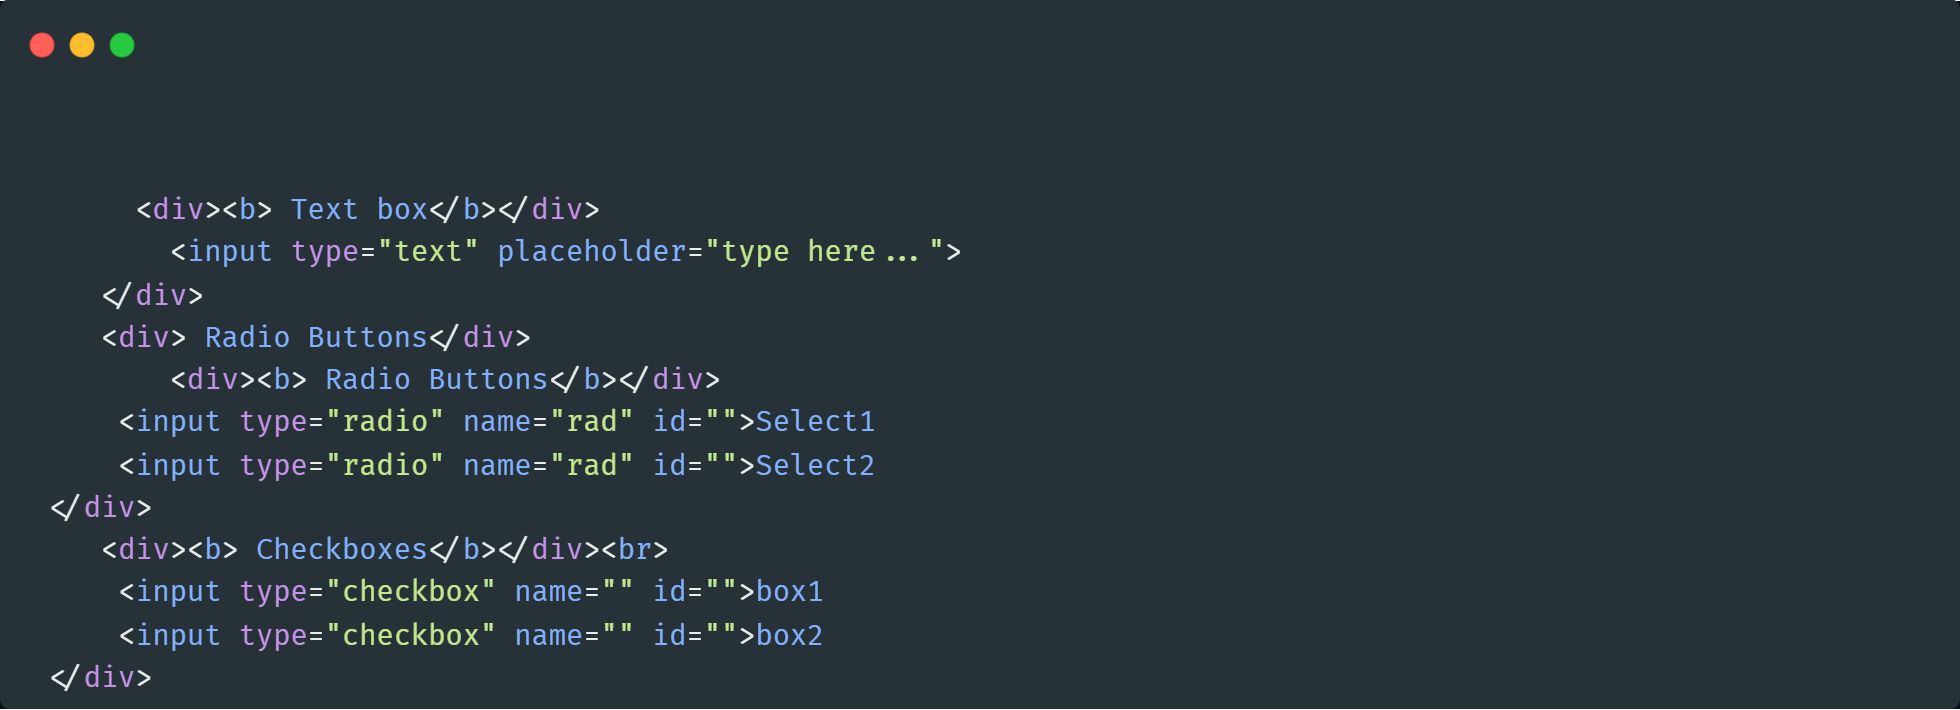 <div><b> Text box</b></div>
<input type="text" placeholder="type here...">
</div>
<div> Radio Buttons</div>
<div><b> Radio Buttons</b></div>
<input type="radio" name="rad" id="">Select1
<input type="radio" name="rad" id="">Select2
</div>
<div><b> Checkboxes</b></div><br>
<input type="checkbox" name="" id="">box1
<input type="checkbox" name="" id="">box2
</div>